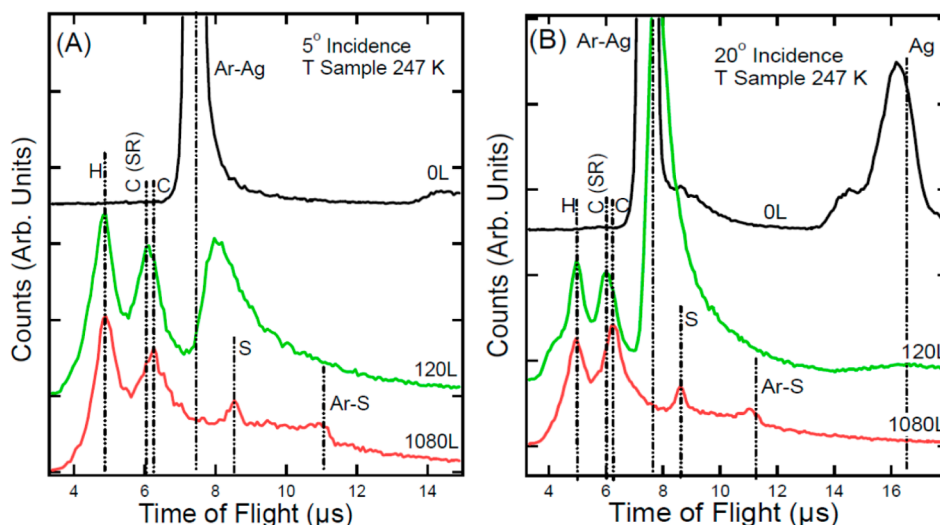 (A)
5° Incidence
T Sample 247 K
Ar-Ag
H
C (SR)
C
0L
S
120L
Ar-S
1080L
Counts (Arb. Units)
4 6 8 10 12 14
Time of Flight (μs)
(B)
Ar-Ag
20° Incidence
T Sample 247 K
Ag
H
C (SR)
C
0L
S
120L
Ar-S
1080L
Counts (Arb. Units)
4 6 8 10 12 14 16
Time of Flight (μs)